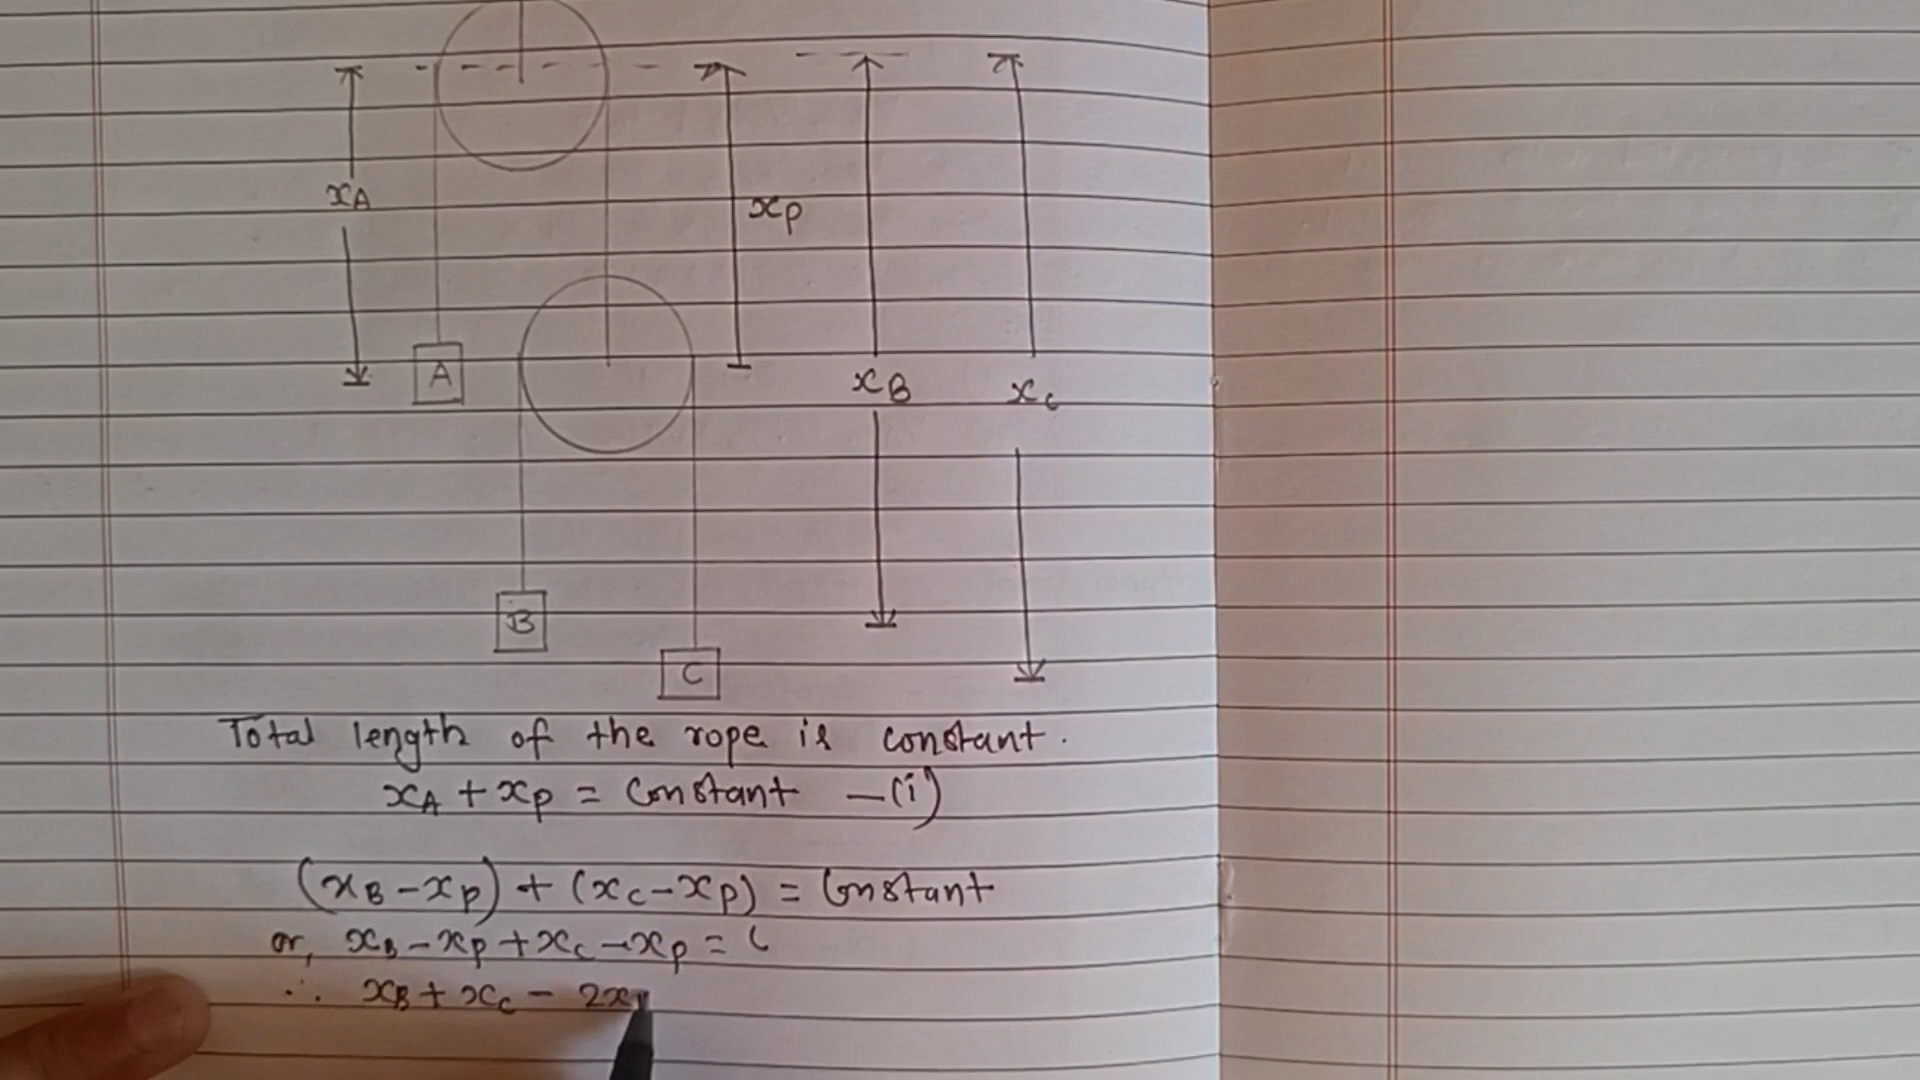 xA
xp
A
xB
xc
B
C
Total length of the rope is constant.
xA + xp = Constant —(i)
(xB - xp) + (xc - xp) = Constant
or, xB - xp + xc - xp = C
∴ xB + xc - 2xp